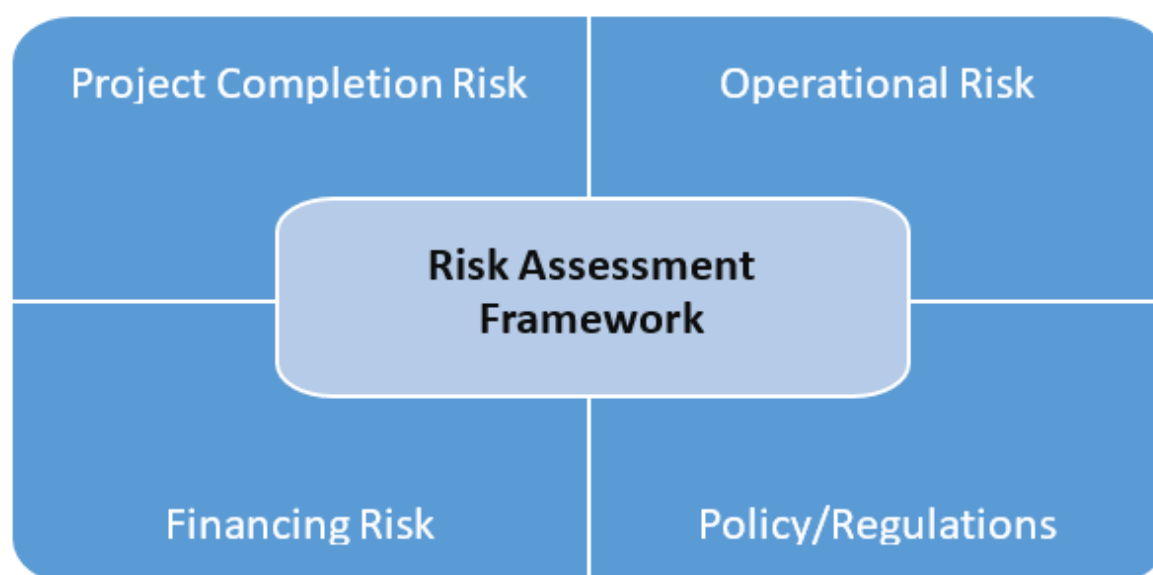 Project Completion Risk
Operational Risk
Risk Assessment
Framework
Financing Risk
Policy/Regulations